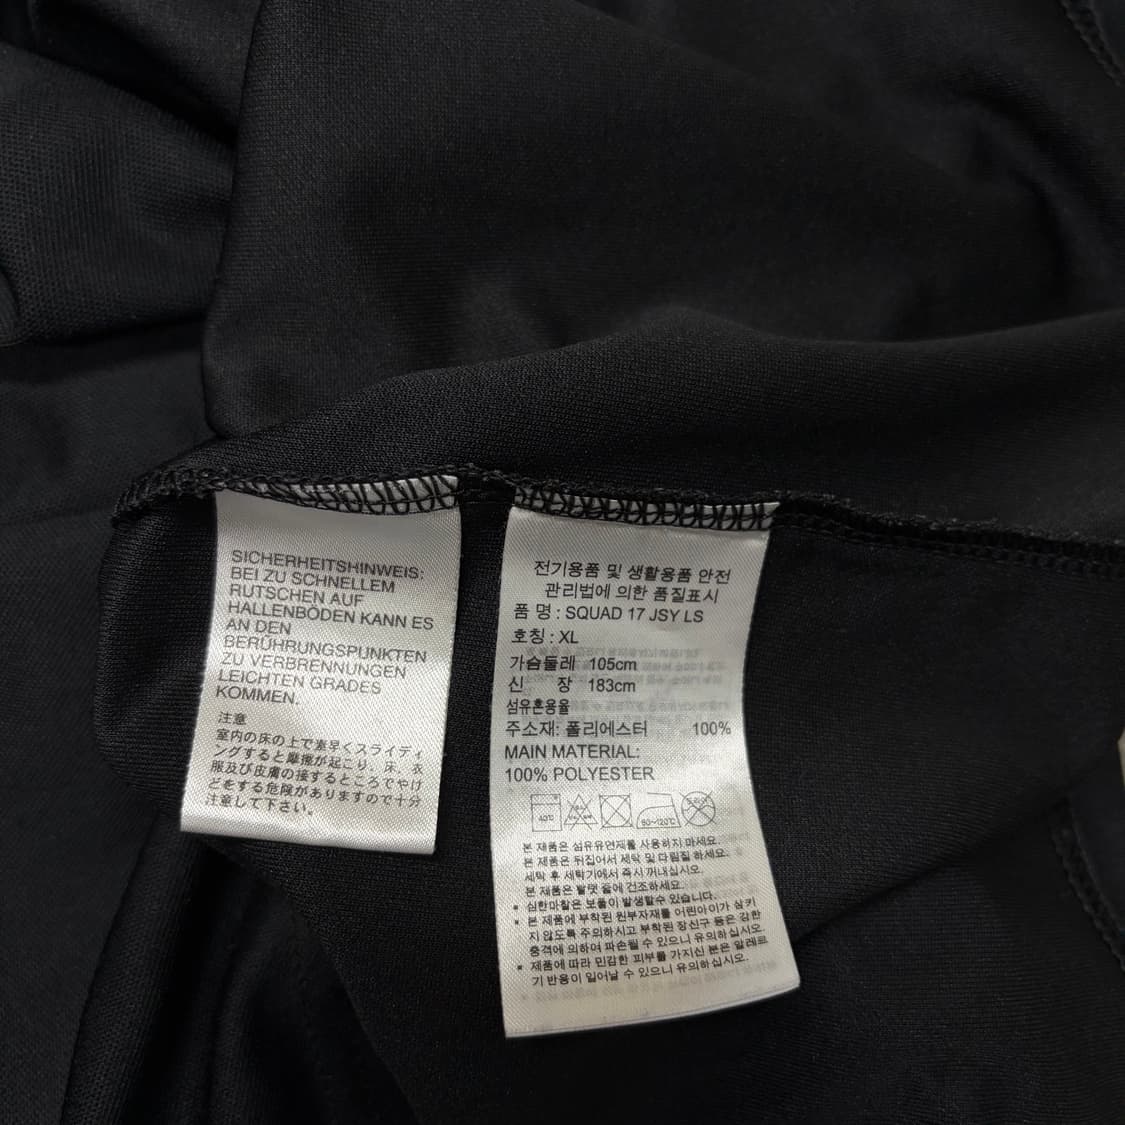 SICHERHEITSHINWEIS:
BEI ZU SCHNELLEM
RUTSCHEN AUF
HALLENBÖDEN KANN ES
AN DEN
BERÜHRUNGSPUNKTEN
ZU VERBRENNUNGEN
LEICHTEN GRADES
KOMMEN.
注意
室内の床の上で素早くスライディ
ングすると摩擦が起こり、床、衣
服及び皮膚の接するところでやけ
どをする危険がありますので十分
注意して下さい。
전기용품 및 생활용품 안전
관리법에 의한 품질표시
품 명 : SQUAD 17 JSY LS
호칭 : XL
가슴둘레 105cm
신 장 183cm
섬유혼용율
주소재: 폴리에스터 100%
MAIN MATERIAL:
100% POLYESTER
40℃ 80~120℃
본 제품은 섬유유연제를 사용하지 마세요.
본 제품은 뒤집어서 세탁 및 다림질 하세요.
세탁 후 세탁기에서 즉시 꺼내십시오.
본 제품은 탈랫 줄에 건조하세요.
* 심한마찰은 보풀이 발생할수 있습니다.
* 본 제품에 부착된 원부자재를 어린아이가 삼키
지 않도록 주의하시고 부착된 장신구 등은 강한
충격에 의하여 파손될 수 있으니 유의하십시오.
* 제품에 따라 민감한 피부를 가지신 분은 알레르
기 반응이 일어날 수 있으니 유의하십시오.